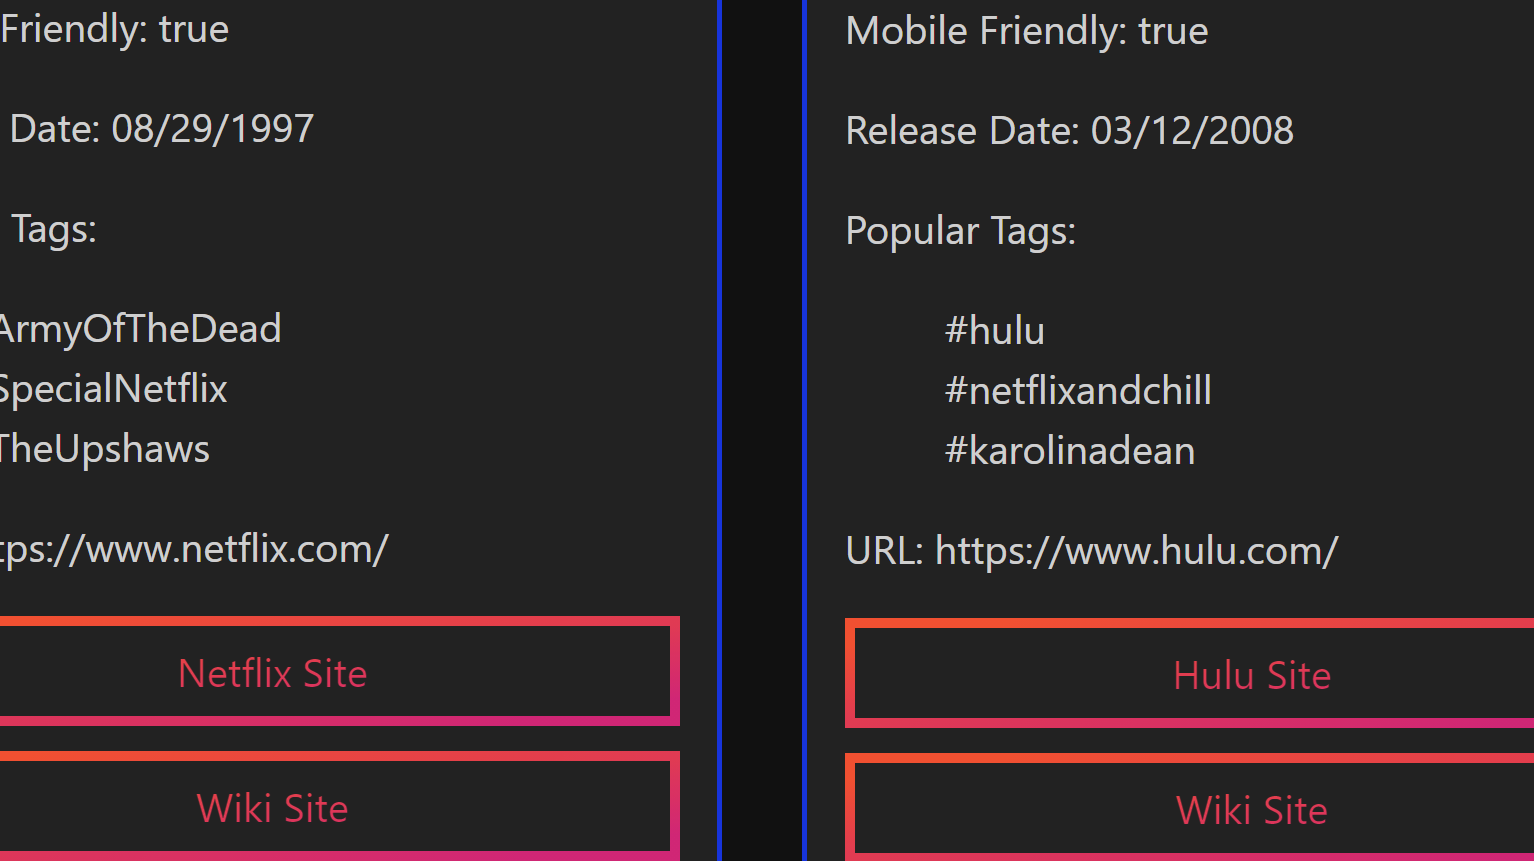 Friendly: true
Date: 08/29/1997
Tags:
ArmyOfTheDead
SpecialNetflix
TheUpshaws
tps://www.netflix.com/
Netflix Site
Wiki Site
Mobile Friendly: true
Release Date: 03/12/2008
Popular Tags:
#hulu
#netflixandchill
#karolinadean
URL: https://www.hulu.com/
Hulu Site
Wiki Site